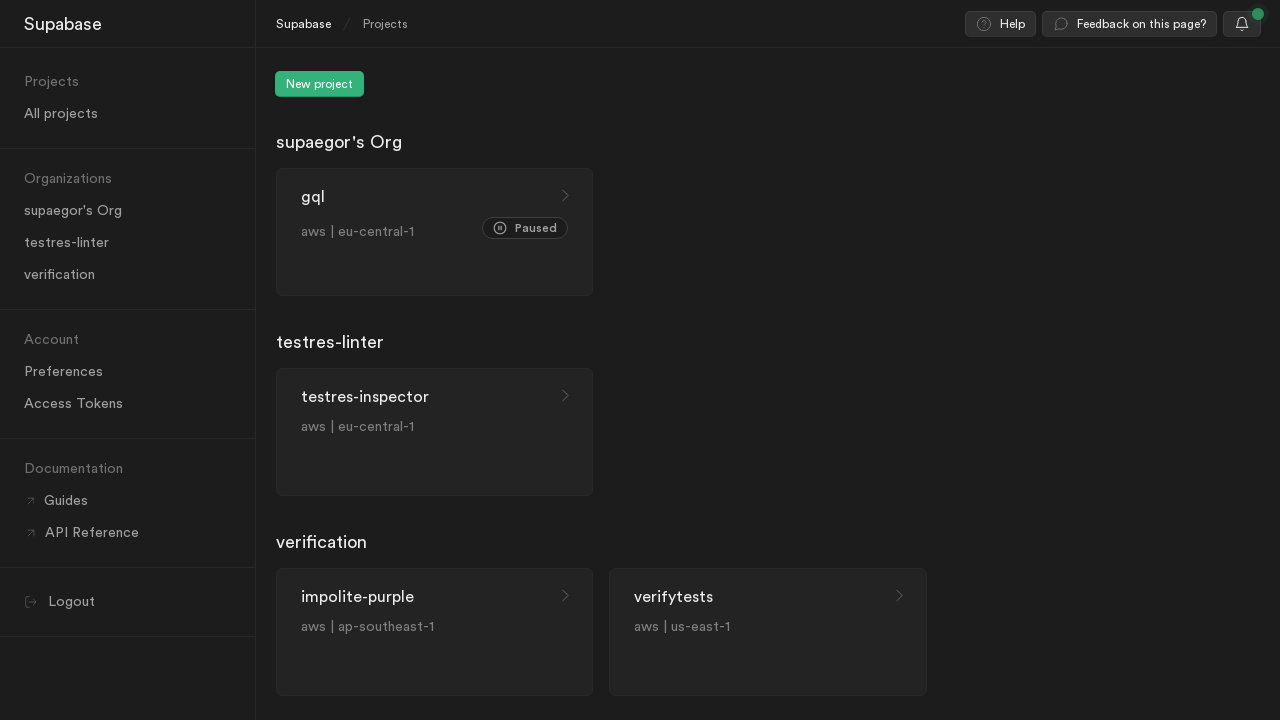 Supabase
Projects
All projects
Organizations
supaegor's Org
testres-linter
verification
Account
Preferences
Access Tokens
Documentation
Guides
API Reference
Logout
Supabase / Projects
Help
Feedback on this page?
New project
supaegor's Org
gql
aws | eu-central-1
Paused
testres-linter
testres-inspector
aws | eu-central-1
verification
impolite-purple
aws | ap-southeast-1
verifytests
aws | us-east-1